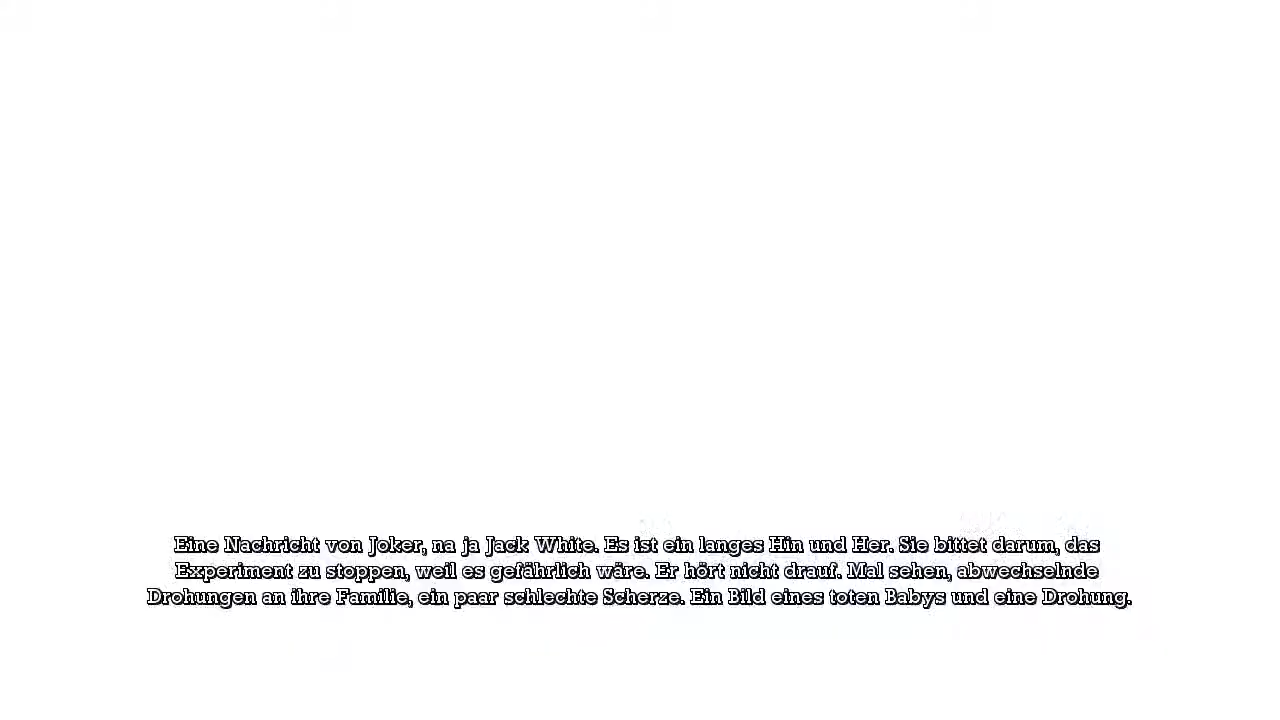 Eine Nachricht von Joker, na ja Jack White. Es ist ein langes Hin und Her. Sie bittet darum, das
Experiment zu stoppen, weil es gefährlich wäre. Er hört nicht drauf. Mal sehen, abwechselnde
Drohungen an ihre Familie, ein paar schlechte Scherze. Ein Bild eines toten Babys und eine Drohung.